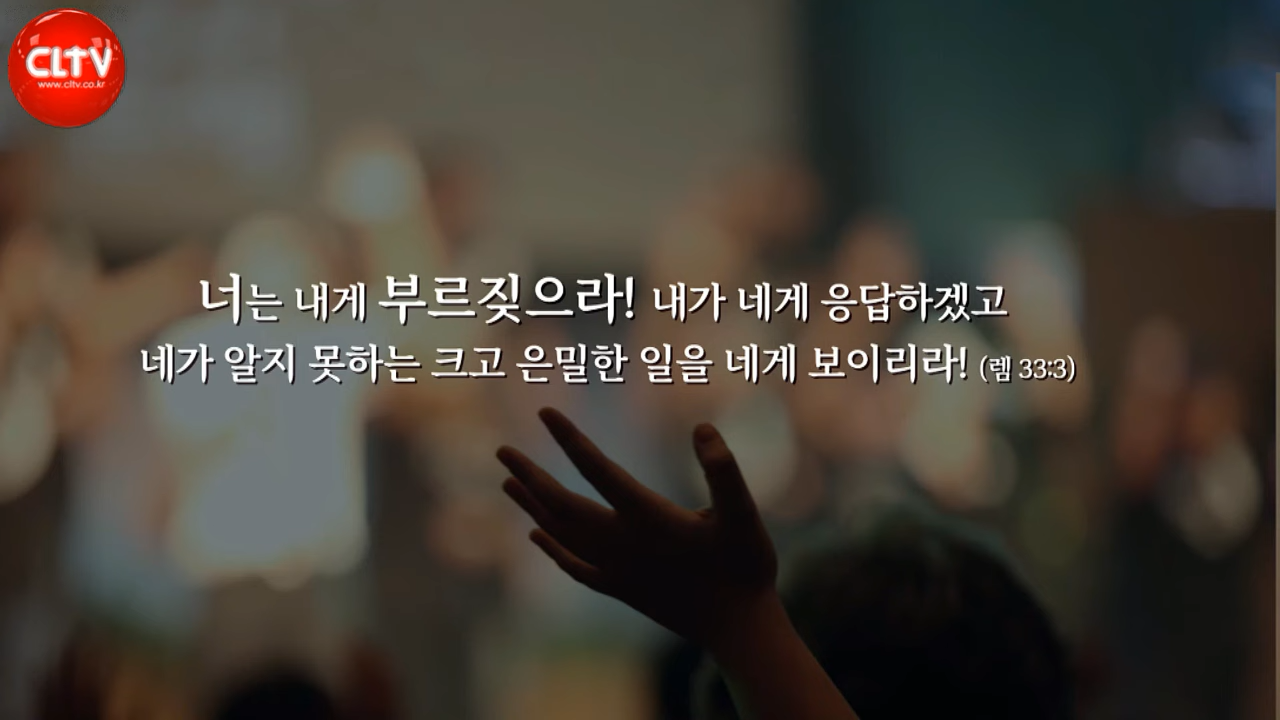 CLTV
www.cltv.co.kr
너는 내게 부르짖으라! 내가 네게 응답하겠고
네가 알지 못하는 크고 은밀한 일을 네게 보이리라! (렘 33:3)